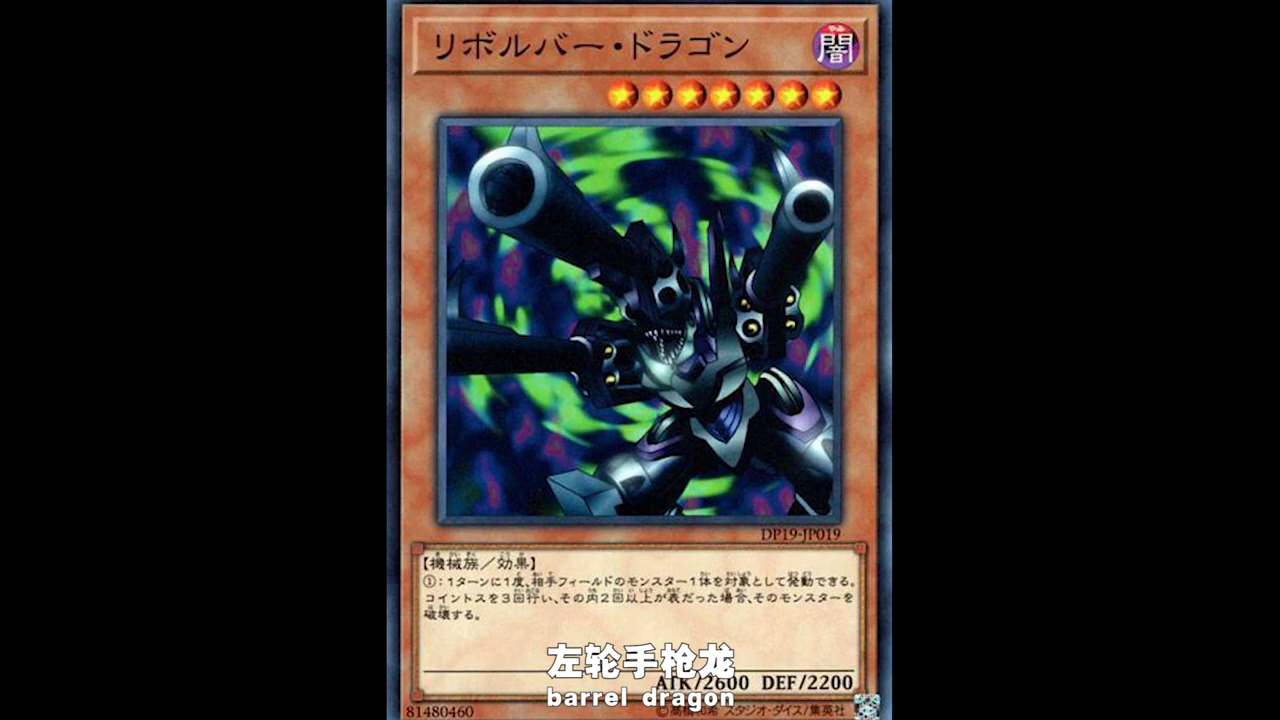 リボルバー・ドラゴン
闇
DP19-JP019
【機械族／効果】
①：1ターンに1度、相手フィールドのモンスター1体を対象として発動できる。
コイントスを3回行い、その内2回以上が表だった場合、そのモンスターを
破壊する。
左轮手枪龙
ATK/2600 DEF/2200
barrel dragon
81480460
©高橋和希 スタジオ・ダイス/集英社